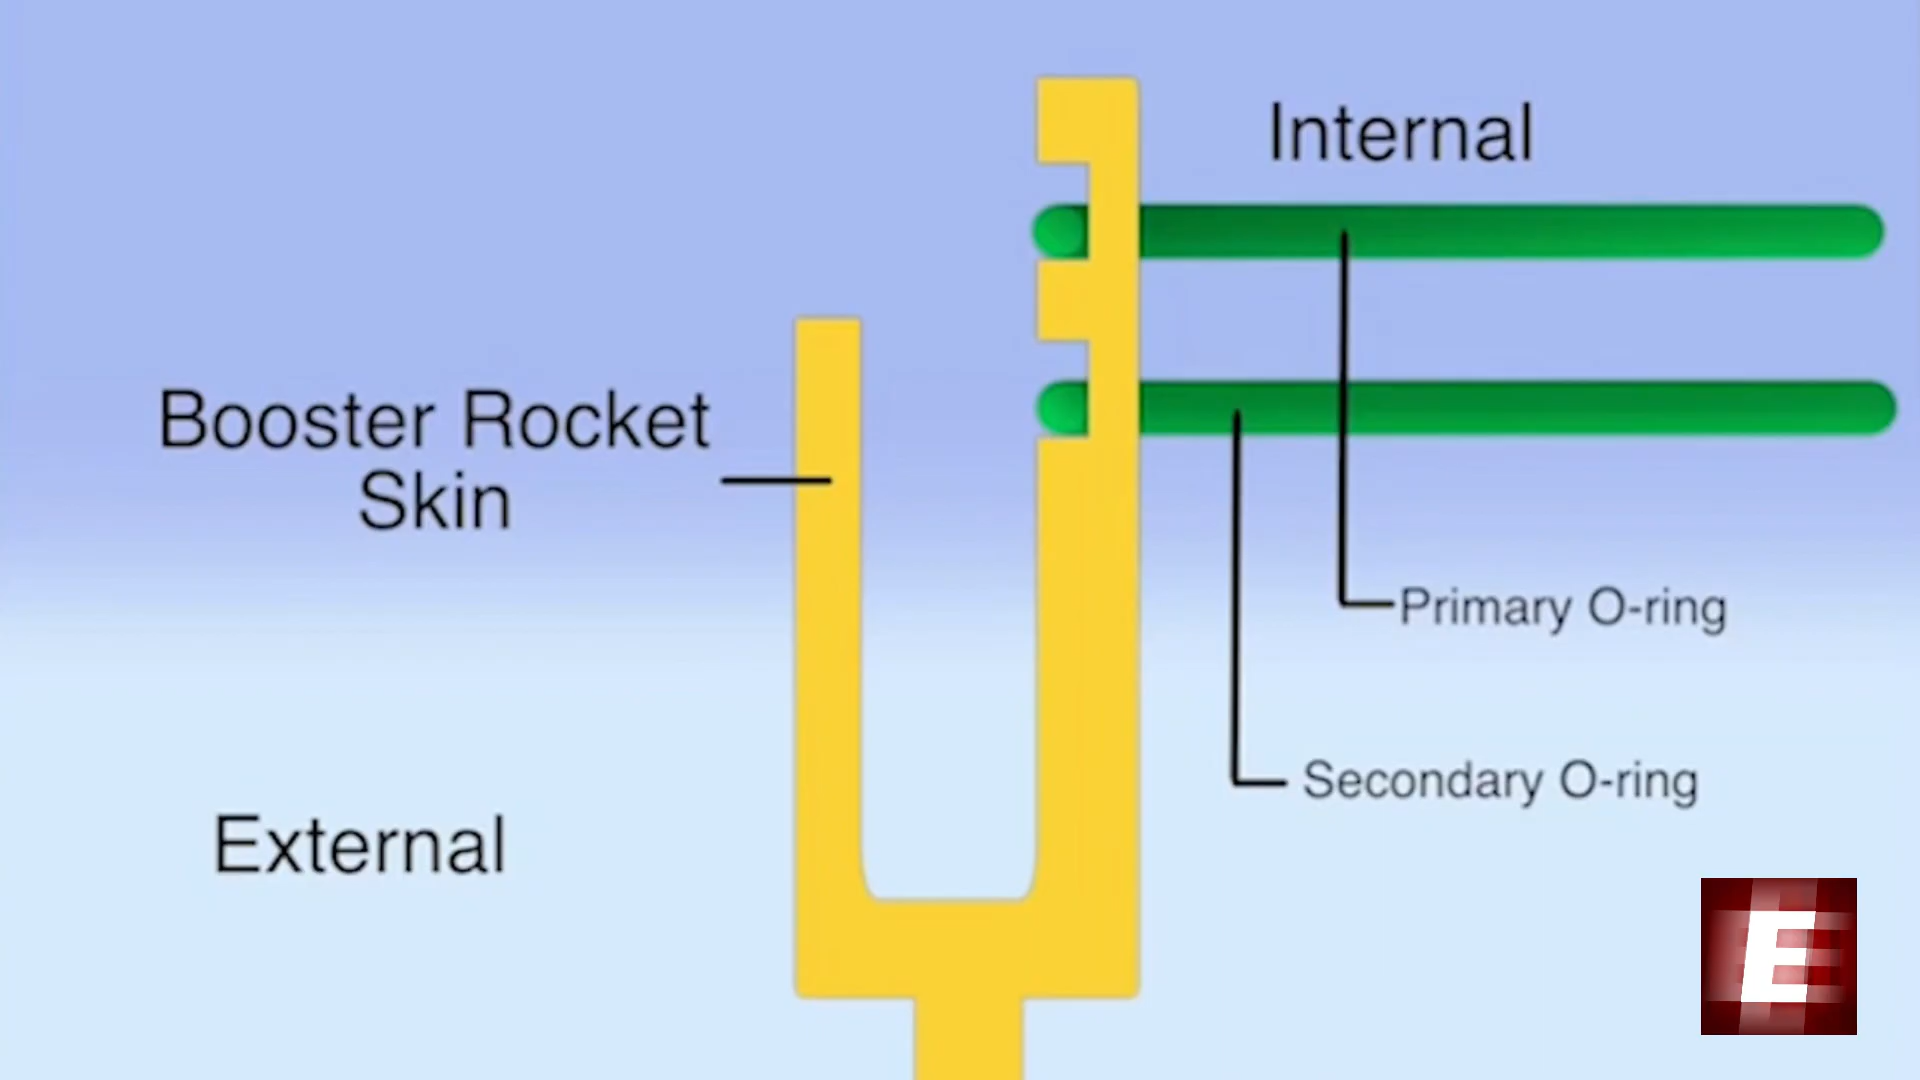 Internal
Booster Rocket
Skin
Primary O-ring
Secondary O-ring
External
E